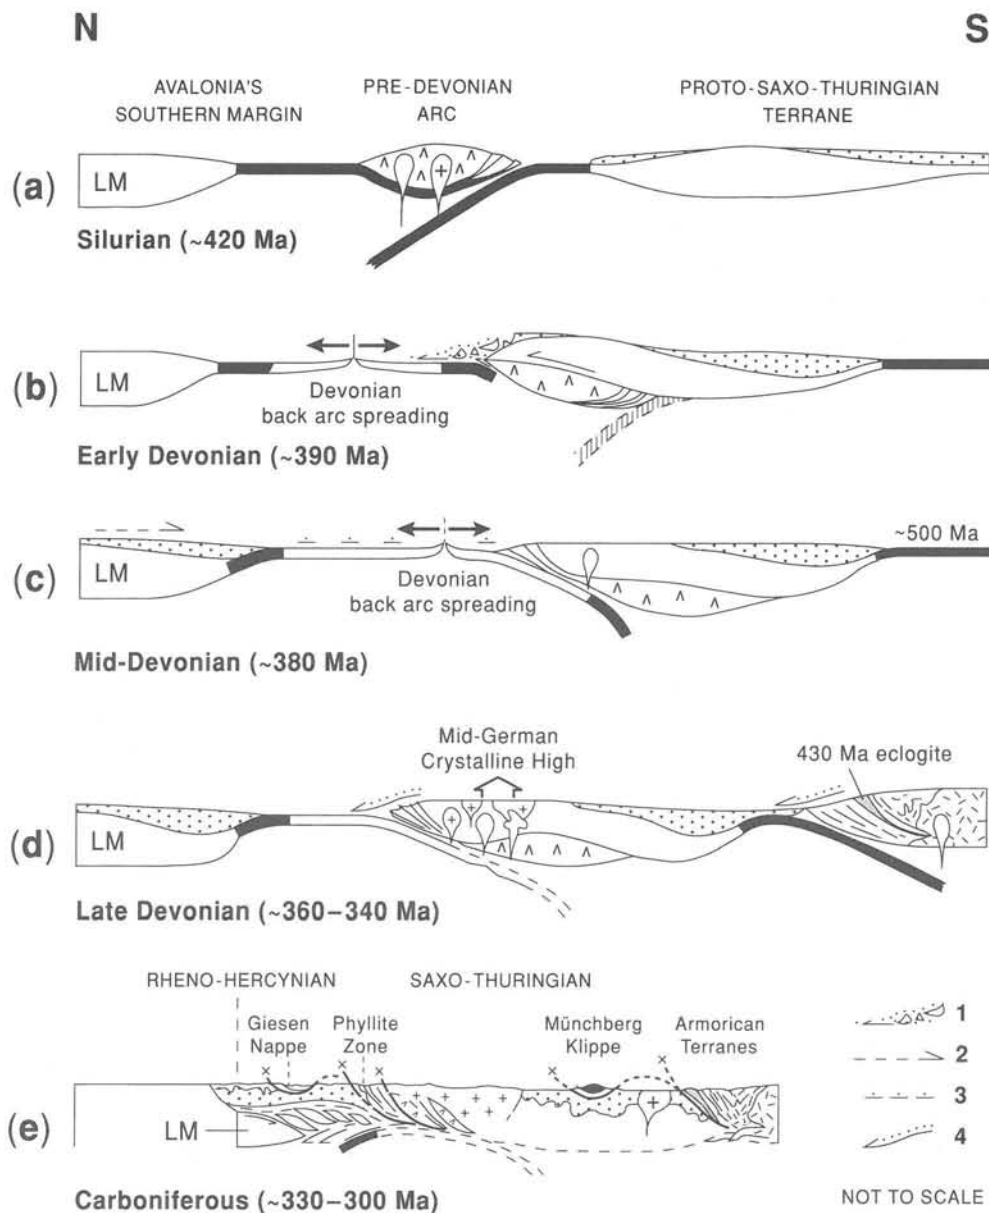 N
S
AVALONIA'S
SOUTHERN MARGIN
PRE-DEVONIAN
ARC
PROTO-SAXO-THURINGIAN
TERRANE
(a)
LM
Silurian (~420 Ma)
(b)
LM
Devonian
back arc spreading
Early Devonian (~390 Ma)
~500 Ma
(c)
LM
Devonian
back arc spreading
Mid-Devonian (~380 Ma)
Mid-German
Crystalline High
430 Ma eclogite
(d)
LM
Late Devonian (~360–340 Ma)
RHENO-HERCYNIAN
SAXO-THURINGIAN
Giesen
Nappe
Phyllite
Zone
Münchberg
Klippe
Armorican
Terranes
(e)
LM
Carboniferous (~330–300 Ma)
1
2
3
4
NOT TO SCALE